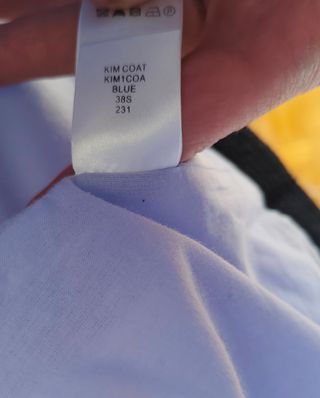 KIM COAT
KIM1COA
BLUE
38S
231